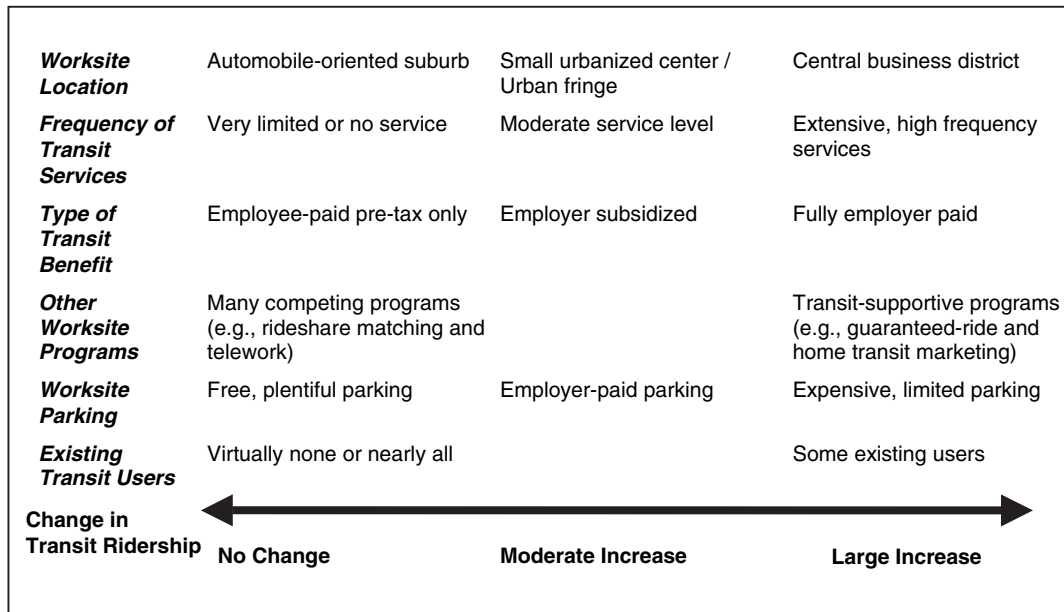 Worksite Location
Automobile-oriented suburb
Small urbanized center /
Urban fringe
Central business district
Frequency of
Transit
Services
Very limited or no service
Moderate service level
Extensive, high frequency
services
Type of
Transit
Benefit
Employee-paid pre-tax only
Employer subsidized
Fully employer paid
Other
Worksite
Programs
Many competing programs
(e.g., rideshare matching and
telework)
Transit-supportive programs
(e.g., guaranteed-ride and
home transit marketing)
Worksite
Parking
Free, plentiful parking
Employer-paid parking
Expensive, limited parking
Existing
Transit Users
Virtually none or nearly all
Some existing users
Change in
Transit Ridership
No Change
Moderate Increase
Large Increase